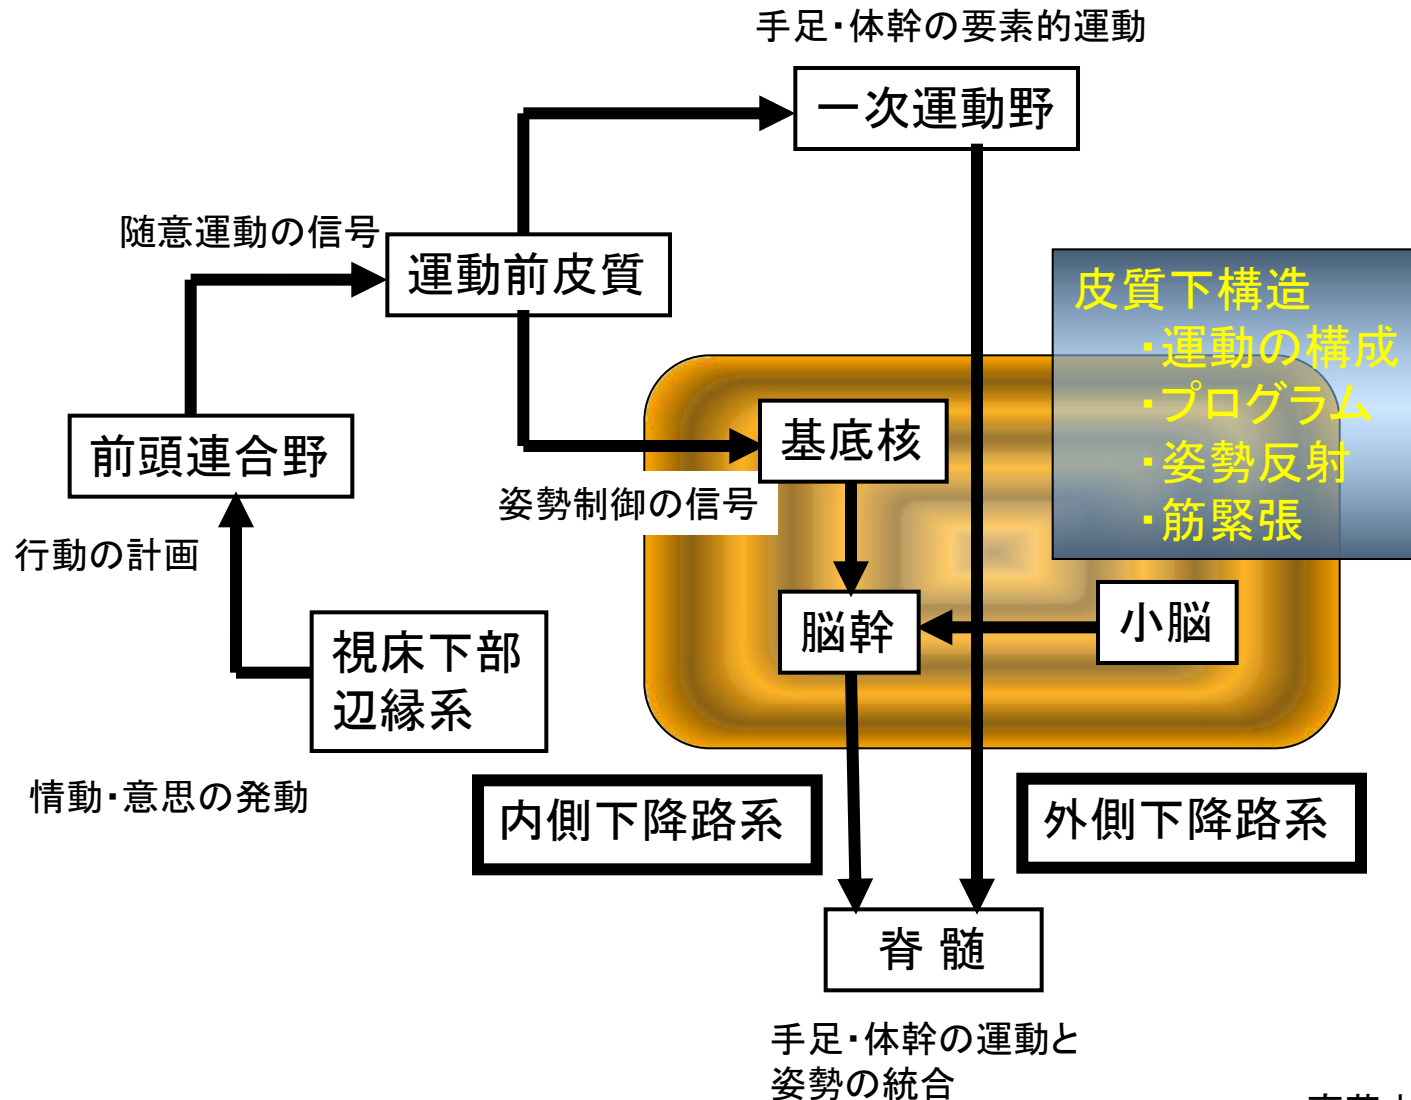 手足・体幹の要素的運動
一次運動野
随意運動の信号
運動前皮質
皮質下構造
・運動の構成
・プログラム
・姿勢反射
・筋緊張
前頭連合野
基底核
姿勢制御の信号
行動の計画
脳幹
小脳
視床下部
辺縁系
情動・意思の発動
内側下降路系
外側下降路系
脊 髄
手足・体幹の運動と
姿勢の統合